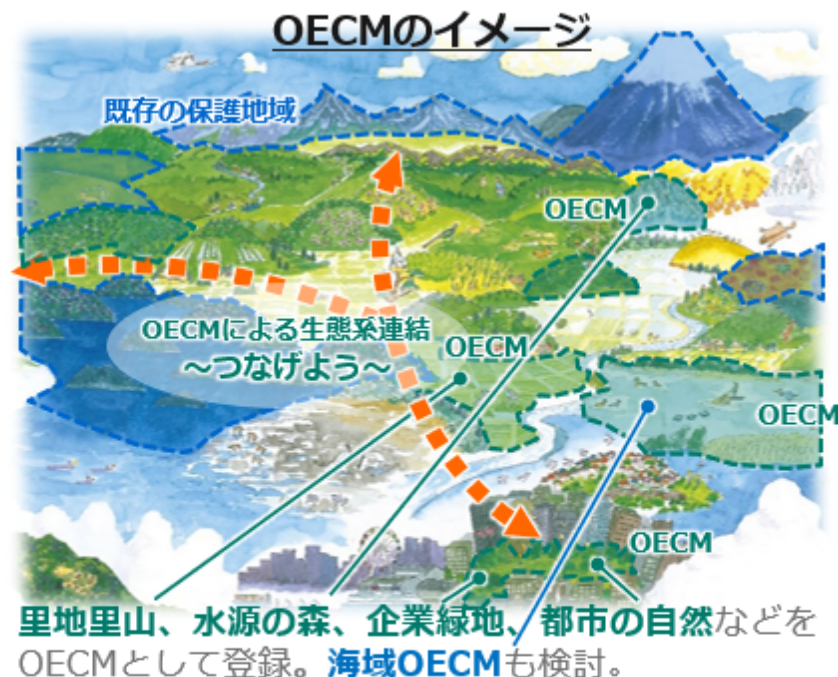 OECMのイメージ
既存の保護地域
OECM
OECMによる生態系連結
～つなげよう～
OECM
OECM
OECM
里地里山、水源の森、企業緑地、都市の自然などを
OECMとして登録。海域OECMも検討。